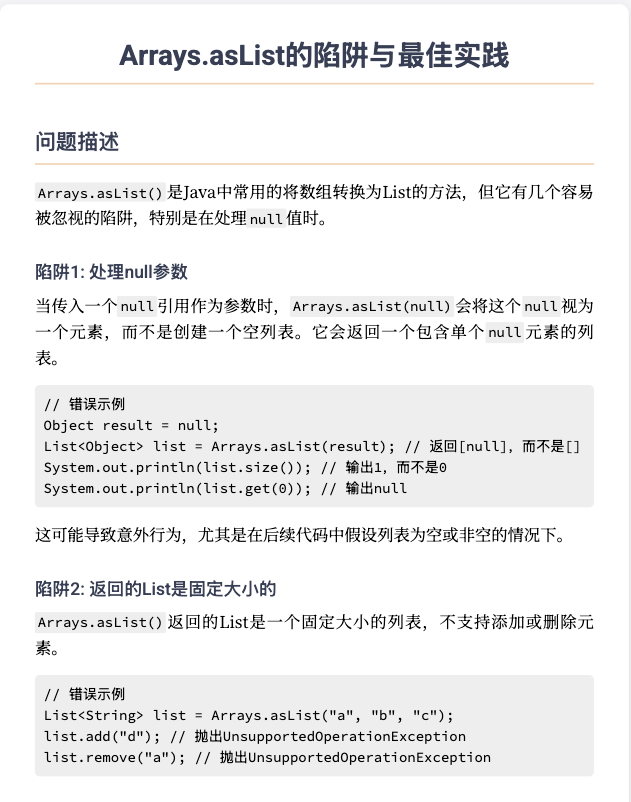 Arrays.asList的陷阱与最佳实践
问题描述
Arrays.asList()是Java中常用的将数组转换为List的方法，但它有几个容易
被忽视的陷阱，特别是在处理null值时。
陷阱1: 处理null参数
当传入一个null引用作为参数时，Arrays.asList(null)会将这个null视为
一个元素，而不是创建一个空列表。它会返回一个包含单个null元素的列
表。
// 错误示例
Object result = null;
List<Object> list = Arrays.asList(result); // 返回[null]，而不是[]
System.out.println(list.size()); // 输出1，而不是0
System.out.println(list.get(0)); // 输出null
这可能导致意外行为，尤其是在后续代码中假设列表为空或非空的情况下。
陷阱2: 返回的List是固定大小的
Arrays.asList()返回的List是一个固定大小的列表，不支持添加或删除元
素。
// 错误示例
List<String> list = Arrays.asList("a", "b", "c");
list.add("d"); // 抛出UnsupportedOperationException
list.remove("a"); // 抛出UnsupportedOperationException